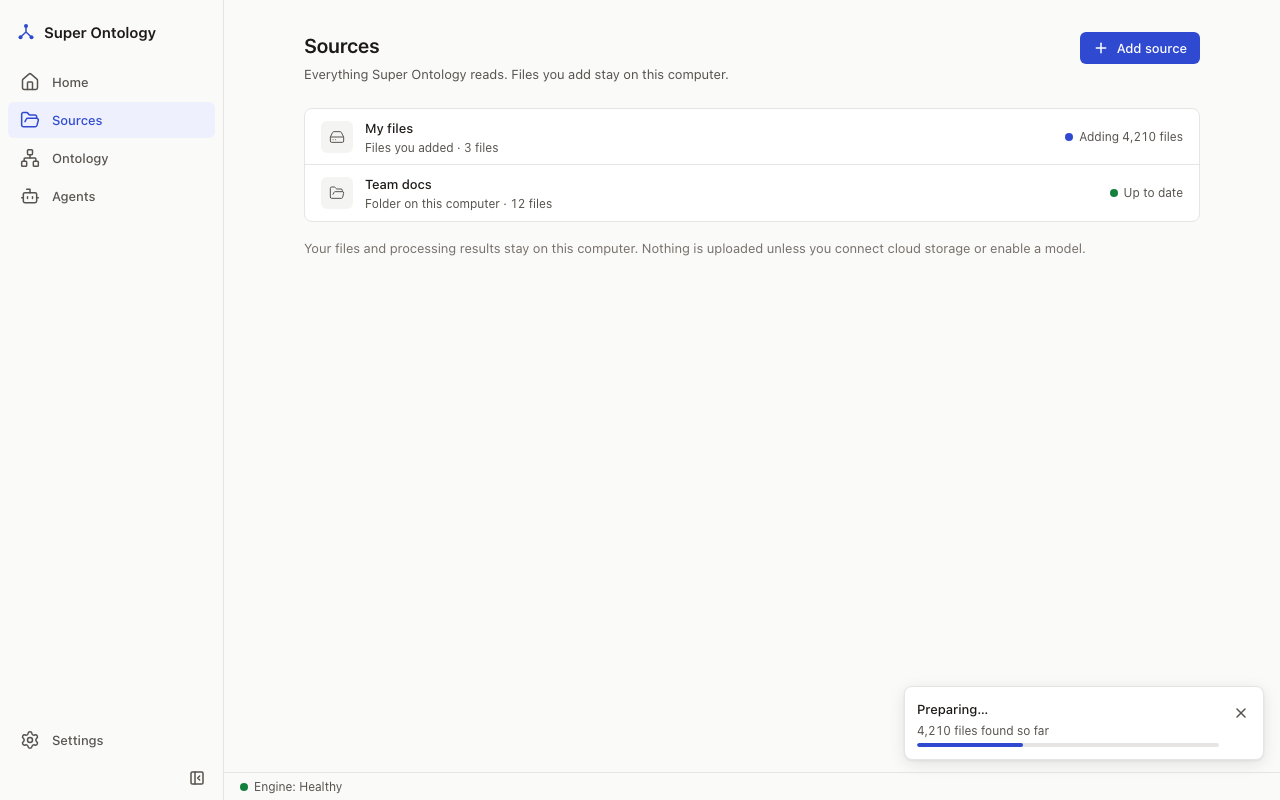 Super Ontology
Home
Sources
Ontology
Agents
Settings
Sources
Everything Super Ontology reads. Files you add stay on this computer.
Add source
My files
Files you added · 3 files
Adding 4,210 files
Team docs
Folder on this computer · 12 files
Up to date
Your files and processing results stay on this computer. Nothing is uploaded unless you connect cloud storage or enable a model.
Preparing...
4,210 files found so far
Engine: Healthy